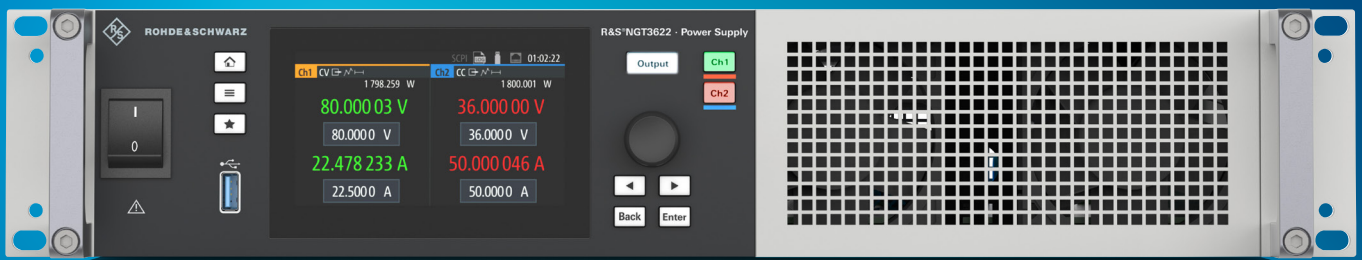 R&S
ROHDE&SCHWARZ
R&S®NGT3622 · Power Supply
SCPI 01:02:22
Ch1 CV
1 798.259 W
80.000 03 V
80.000 0 V
22.478 233 A
22.500 0 A
Ch2 CC
1 800.001 W
36.000 00 V
36.000 0 V
50.000 046 A
50.000 0 A
I
0
Output
Ch1
Ch2
Back
Enter